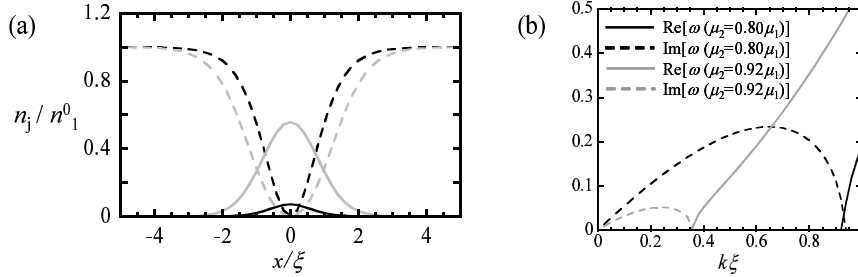 (a)
1.2
0.8
0.4
0
n_j / n^0_1
-4 -2 0 2 4
x/ξ
(b)
0.5
0.4
0.3
0.2
0.1
0
Re[ω (μ₂=0.80μ₁)]
Im[ω (μ₂=0.80μ₁)]
Re[ω (μ₂=0.92μ₁)]
Im[ω (μ₂=0.92μ₁)]
0 0.2 0.4 0.6 0.8
kξ